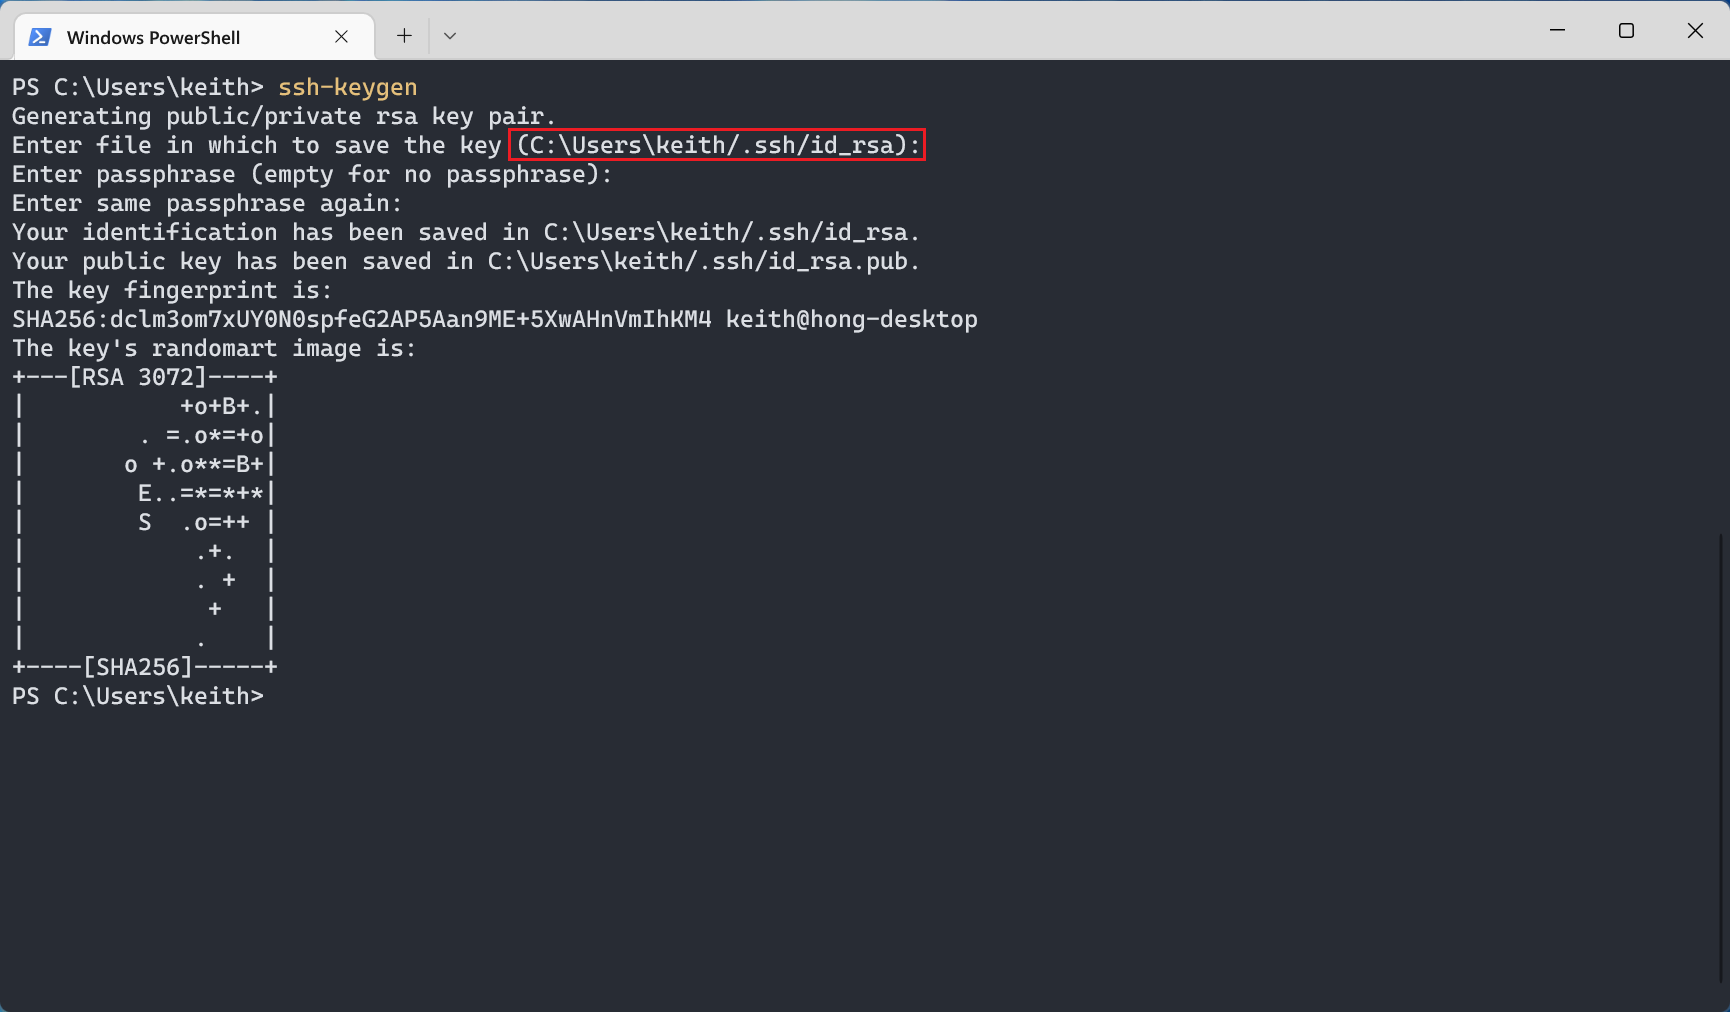 Windows PowerShell
PS C:\Users\keith> ssh-keygen
Generating public/private rsa key pair.
Enter file in which to save the key (C:\Users\keith/.ssh/id_rsa):
Enter passphrase (empty for no passphrase):
Enter same passphrase again:
Your identification has been saved in C:\Users\keith/.ssh/id_rsa.
Your public key has been saved in C:\Users\keith/.ssh/id_rsa.pub.
The key fingerprint is:
SHA256:dclm3om7xUY0N0spfeG2AP5Aan9ME+5XwAHnVmIhKM4 keith@hong-desktop
The key's randomart image is:
+---[RSA 3072]----+
|           +o+B+.|
|        . =.o*=+o|
|       o +.o**=B+|
|        E..=*=*+*|
|        S  .o=++ |
|            .+.  |
|            . +  |
|             +   |
|            .    |
+----[SHA256]-----+
PS C:\Users\keith>